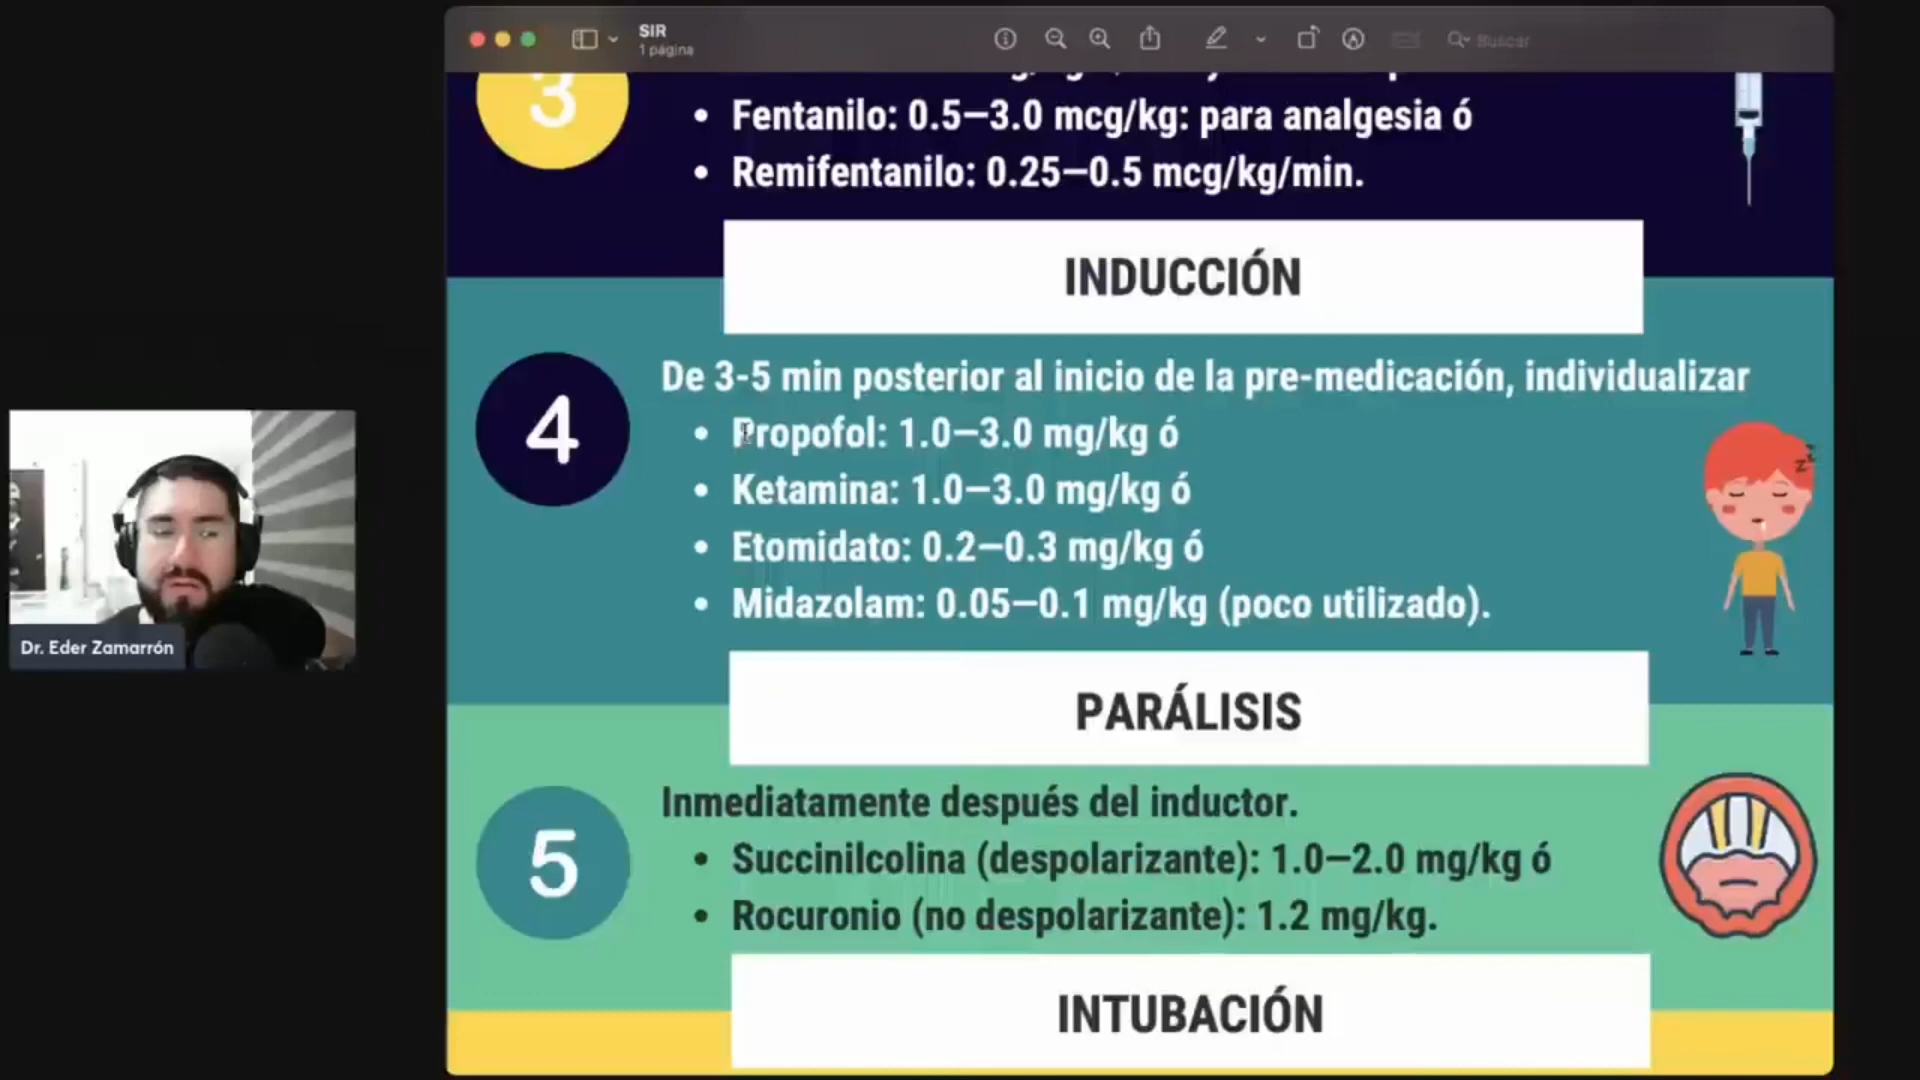 SIR
1 página
Buscar
3
• Fentanilo: 0.5—3.0 mcg/kg: para analgesia ó
• Remifentanilo: 0.25—0.5 mcg/kg/min.
INDUCCIÓN
4
De 3-5 min posterior al inicio de la pre-medicación, individualizar
• Propofol: 1.0—3.0 mg/kg ó
• Ketamina: 1.0—3.0 mg/kg ó
• Etomidato: 0.2—0.3 mg/kg ó
• Midazolam: 0.05—0.1 mg/kg (poco utilizado).
zz
Dr. Eder Zamarrón
PARÁLISIS
5
Inmediatamente después del inductor.
• Succinilcolina (despolarizante): 1.0—2.0 mg/kg ó
• Rocuronio (no despolarizante): 1.2 mg/kg.
INTUBACIÓN